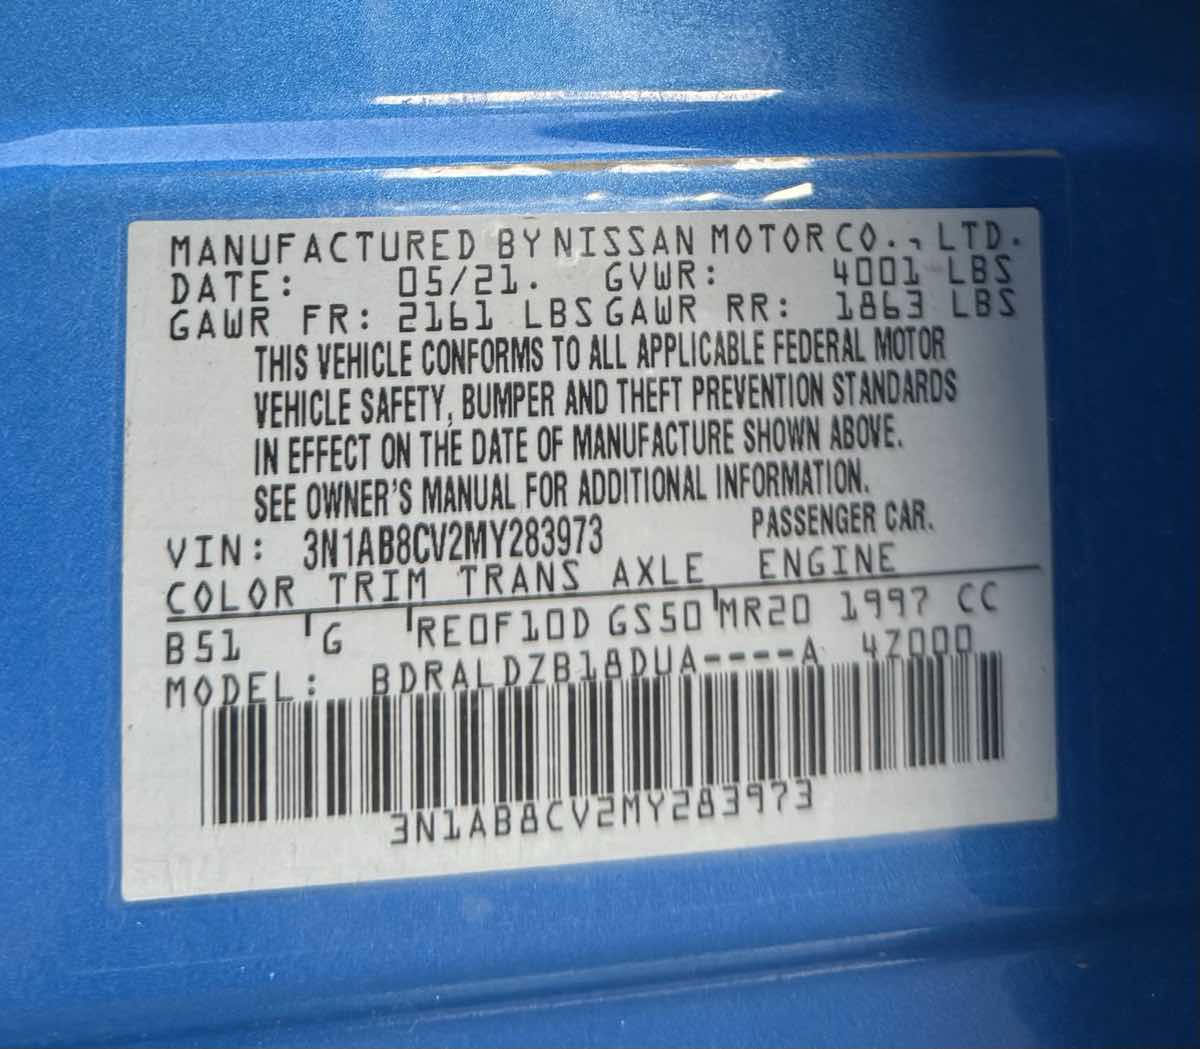 MANUFACTURED BY NISSAN MOTOR CO., LTD.
DATE: 05/21. GVWR: 4001 LBS
GAWR FR: 2161 LBS GAWR RR: 1863 LBS
THIS VEHICLE CONFORMS TO ALL APPLICABLE FEDERAL MOTOR
VEHICLE SAFETY, BUMPER AND THEFT PREVENTION STANDARDS
IN EFFECT ON THE DATE OF MANUFACTURE SHOWN ABOVE.
SEE OWNER'S MANUAL FOR ADDITIONAL INFORMATION.
VIN: 3N1AB8CV2MY283973 PASSENGER CAR.
COLOR TRIM TRANS AXLE ENGINE
B51 G RE0F10D GS50 MR20 1997 CC
MODEL: BDRALDZB18DUA----A 4Z000
3N1AB8CV2MY283973